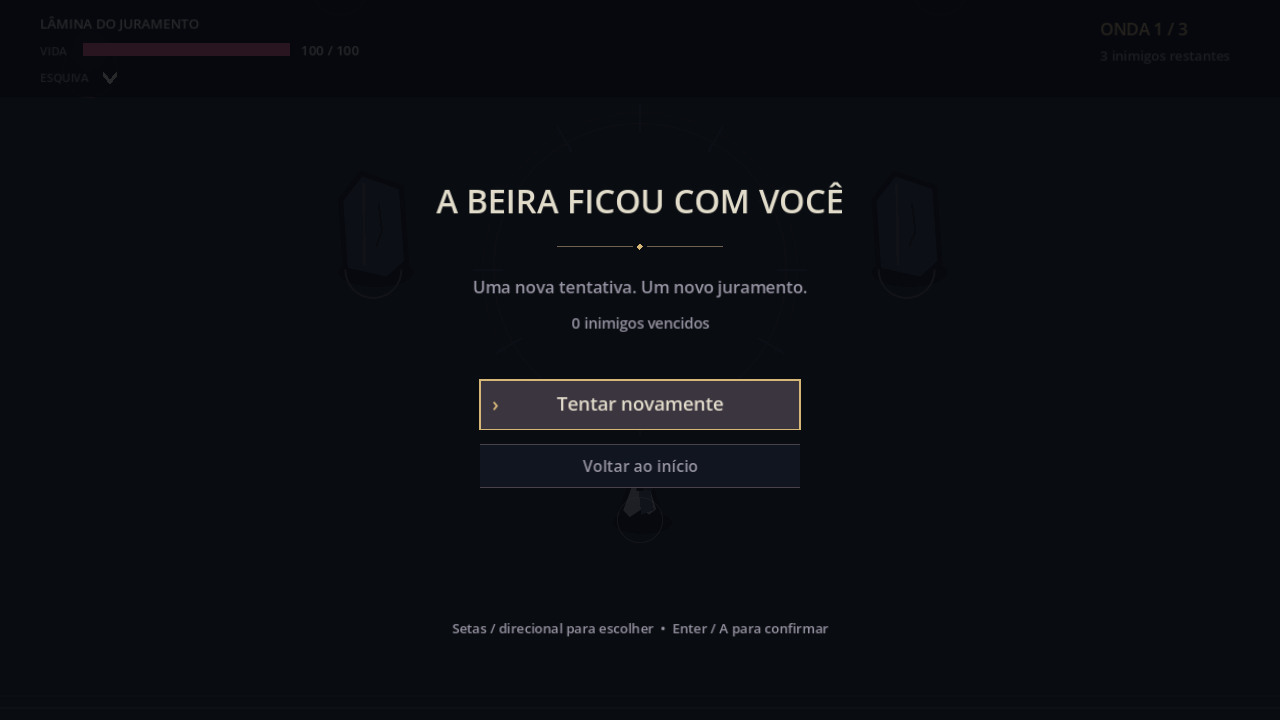 LÂMINA DO JURAMENTO
VIDA 100 / 100
ESQUIVA
ONDA 1 / 3
3 inimigos restantes
A BEIRA FICOU COM VOCÊ
Uma nova tentativa. Um novo juramento.
0 inimigos vencidos
› Tentar novamente
Voltar ao início
Setas / direcional para escolher • Enter / A para confirmar